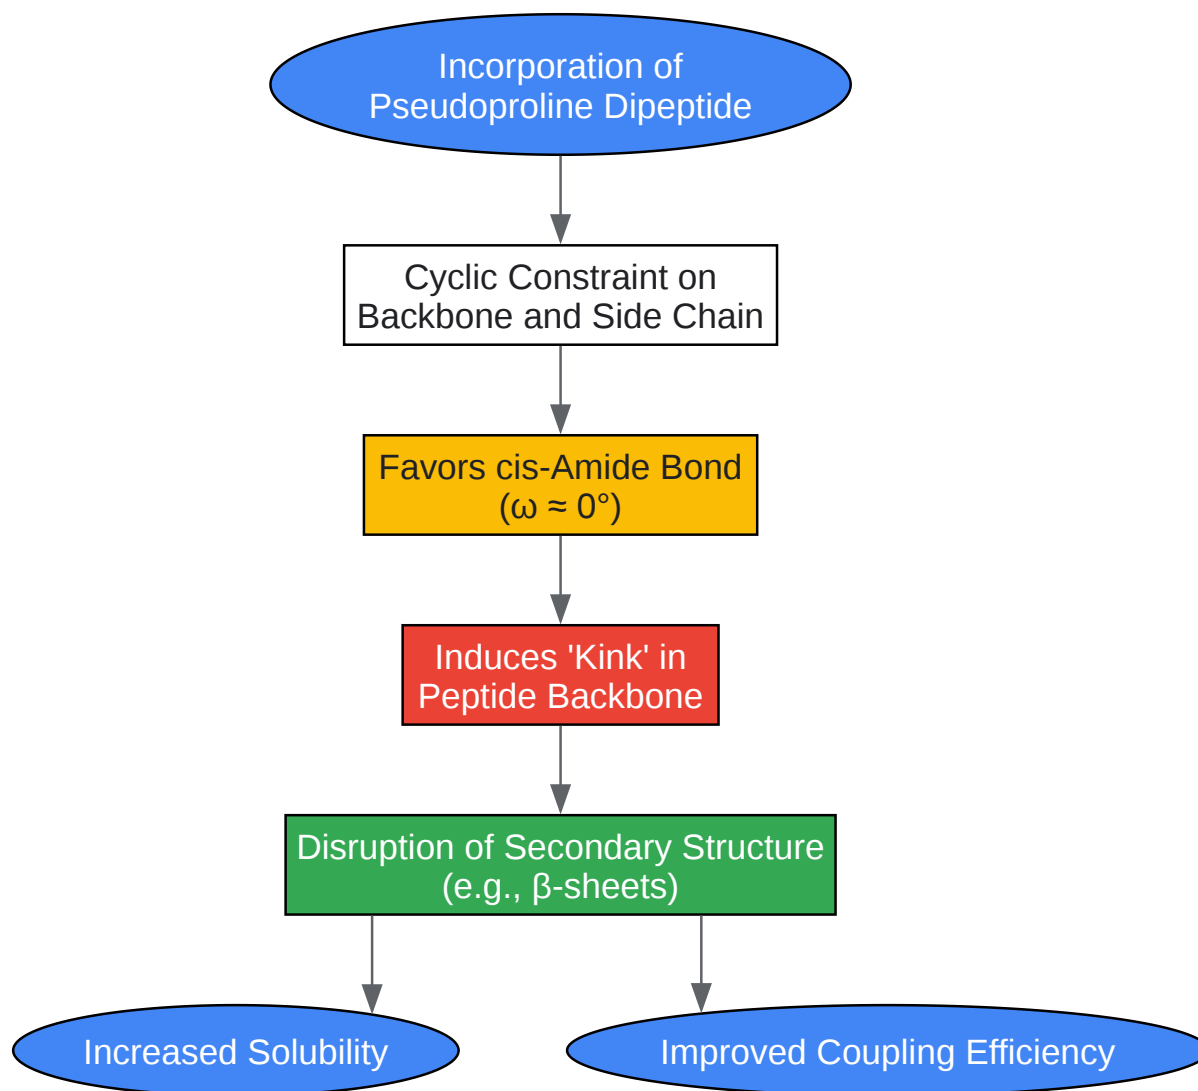 Incorporation of
Pseudoproline Dipeptide
Cyclic Constraint on
Backbone and Side Chain
Favors cis-Amide Bond
(ω ≈ 0°)
Induces 'Kink' in
Peptide Backbone
Disruption of Secondary Structure
(e.g., β-sheets)
Increased Solubility
Improved Coupling Efficiency